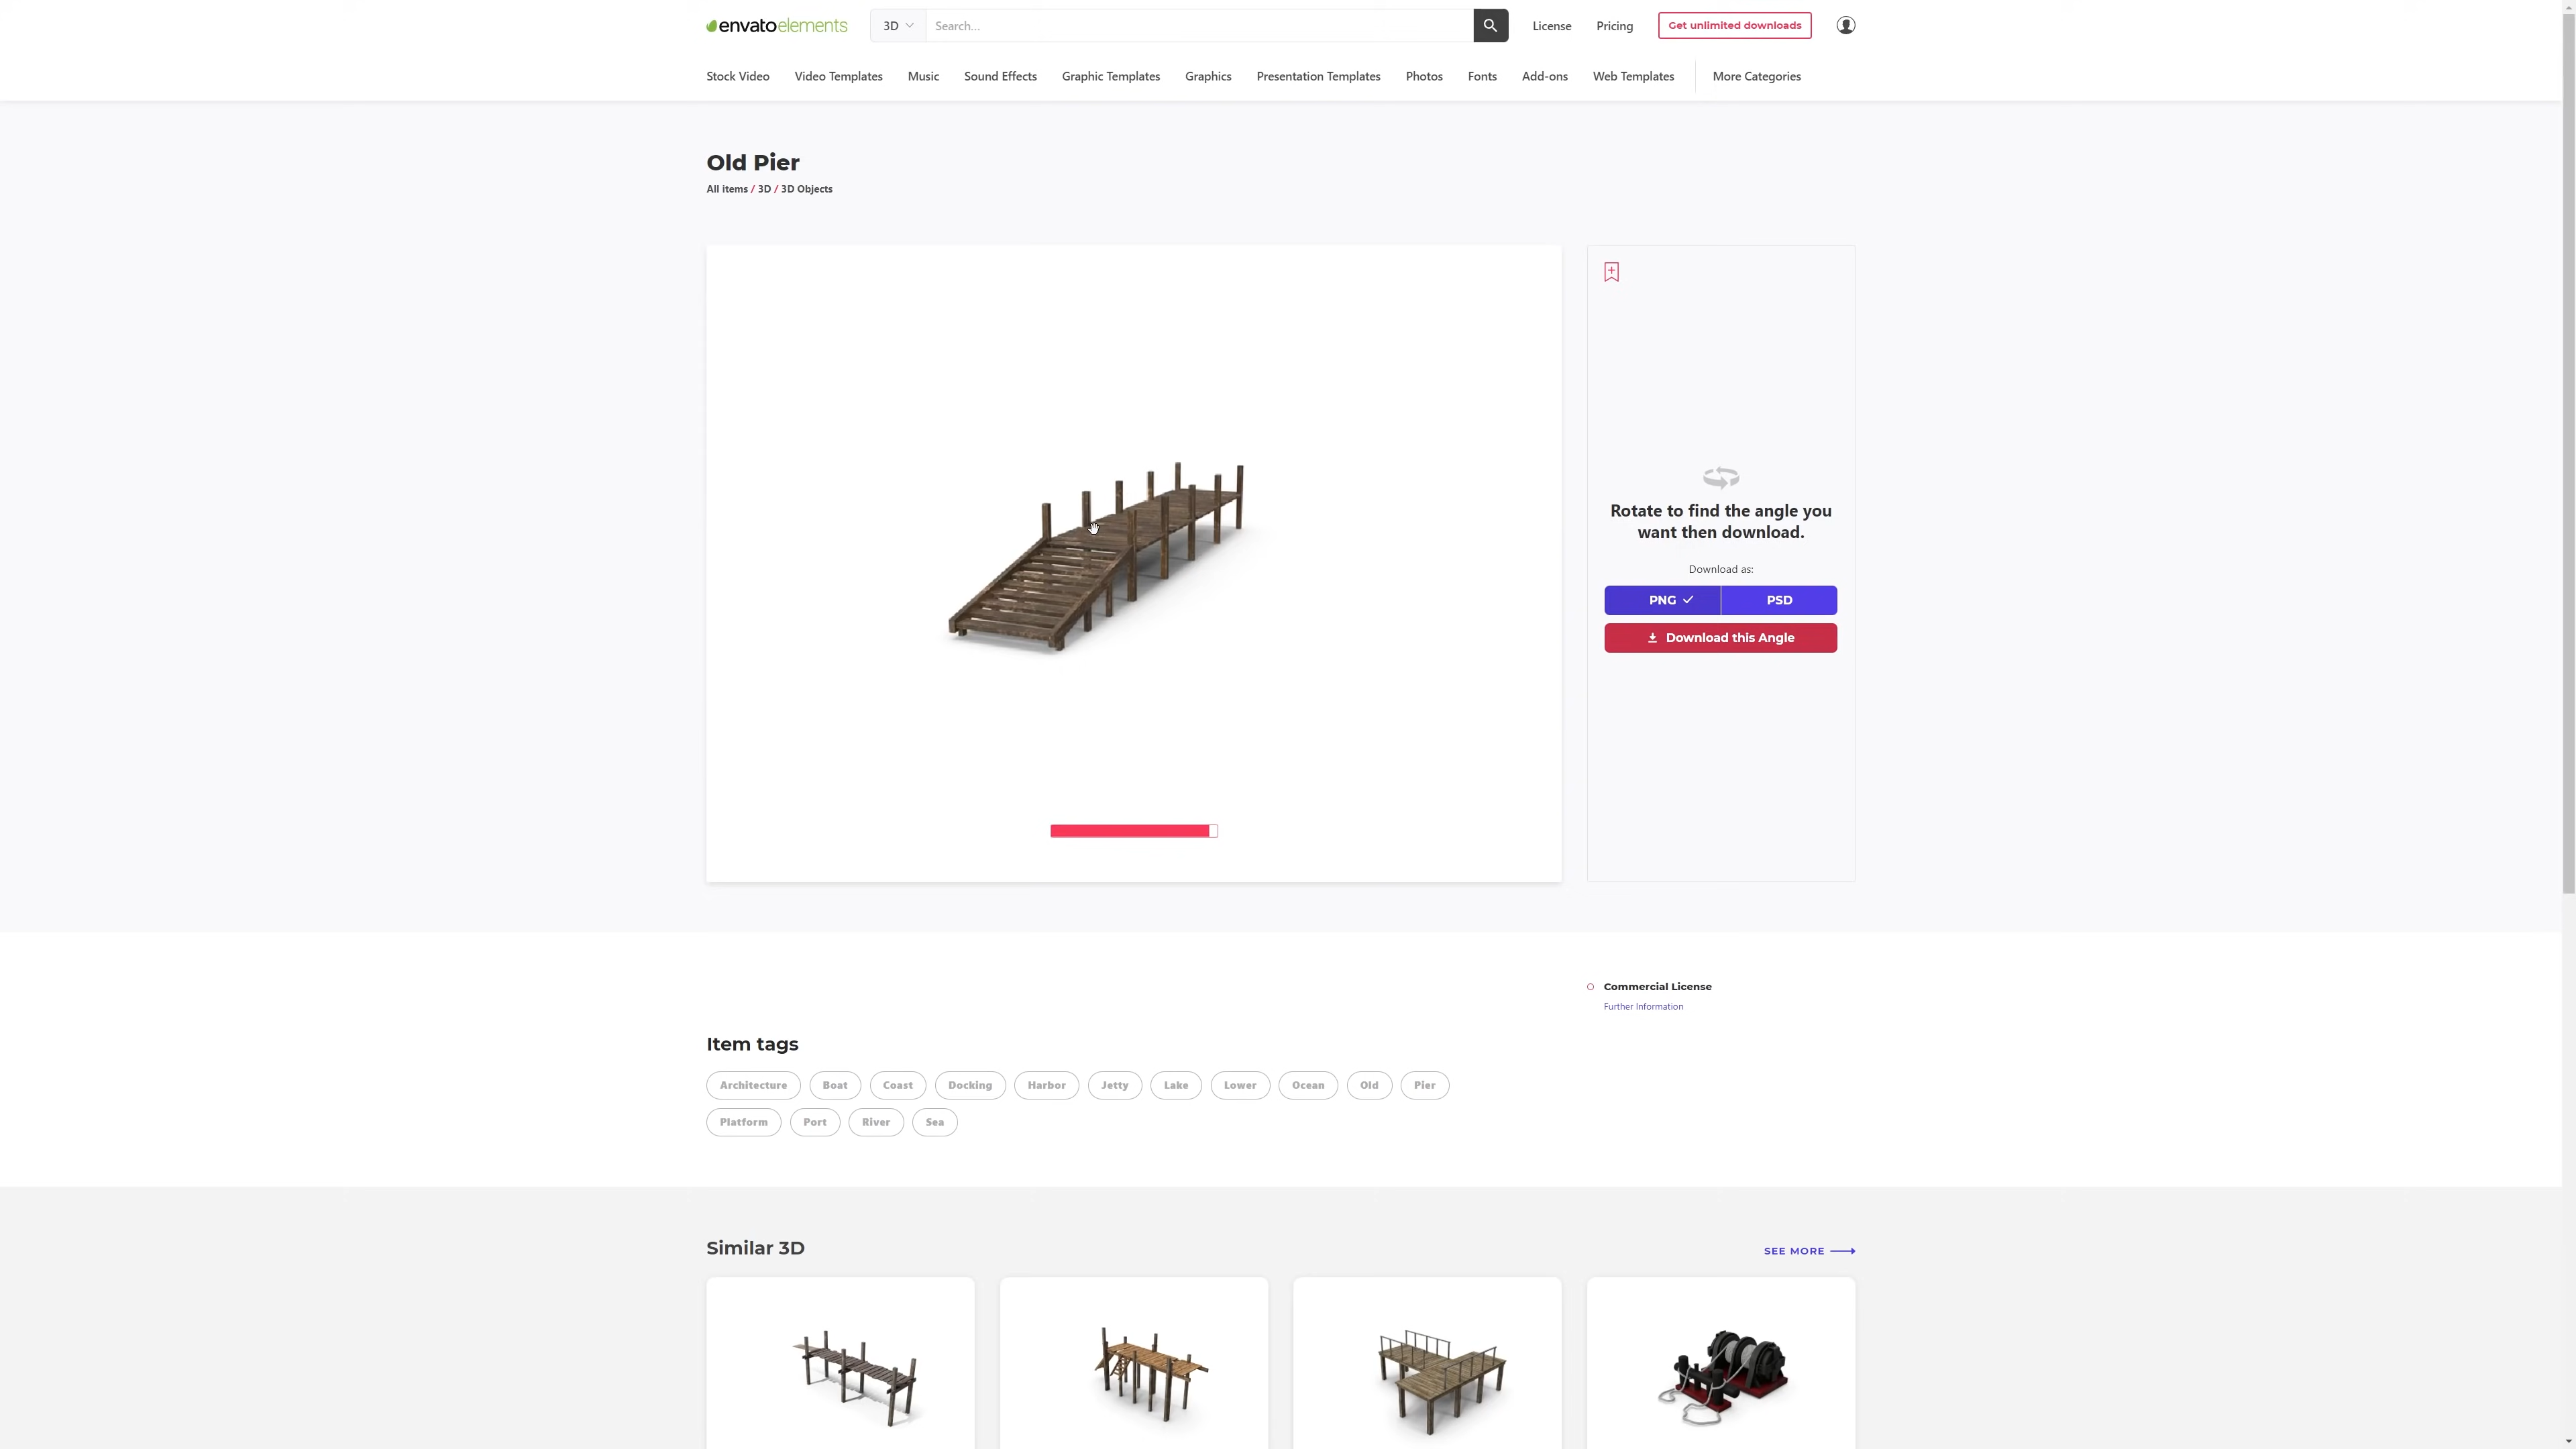 envatoelements
3D
Search...
License
Pricing
Get unlimited downloads
Stock Video
Video Templates
Music
Sound Effects
Graphic Templates
Graphics
Presentation Templates
Photos
Fonts
Add-ons
Web Templates
More Categories
Old Pier
All items / 3D / 3D Objects
Rotate to find the angle you
want then download.
Download as:
PNG
PSD
Download this Angle
Commercial License
Further Information
Item tags
Architecture
Boat
Coast
Docking
Harbor
Jetty
Lake
Lower
Ocean
Old
Pier
Platform
Port
River
Sea
Similar 3D
SEE MORE